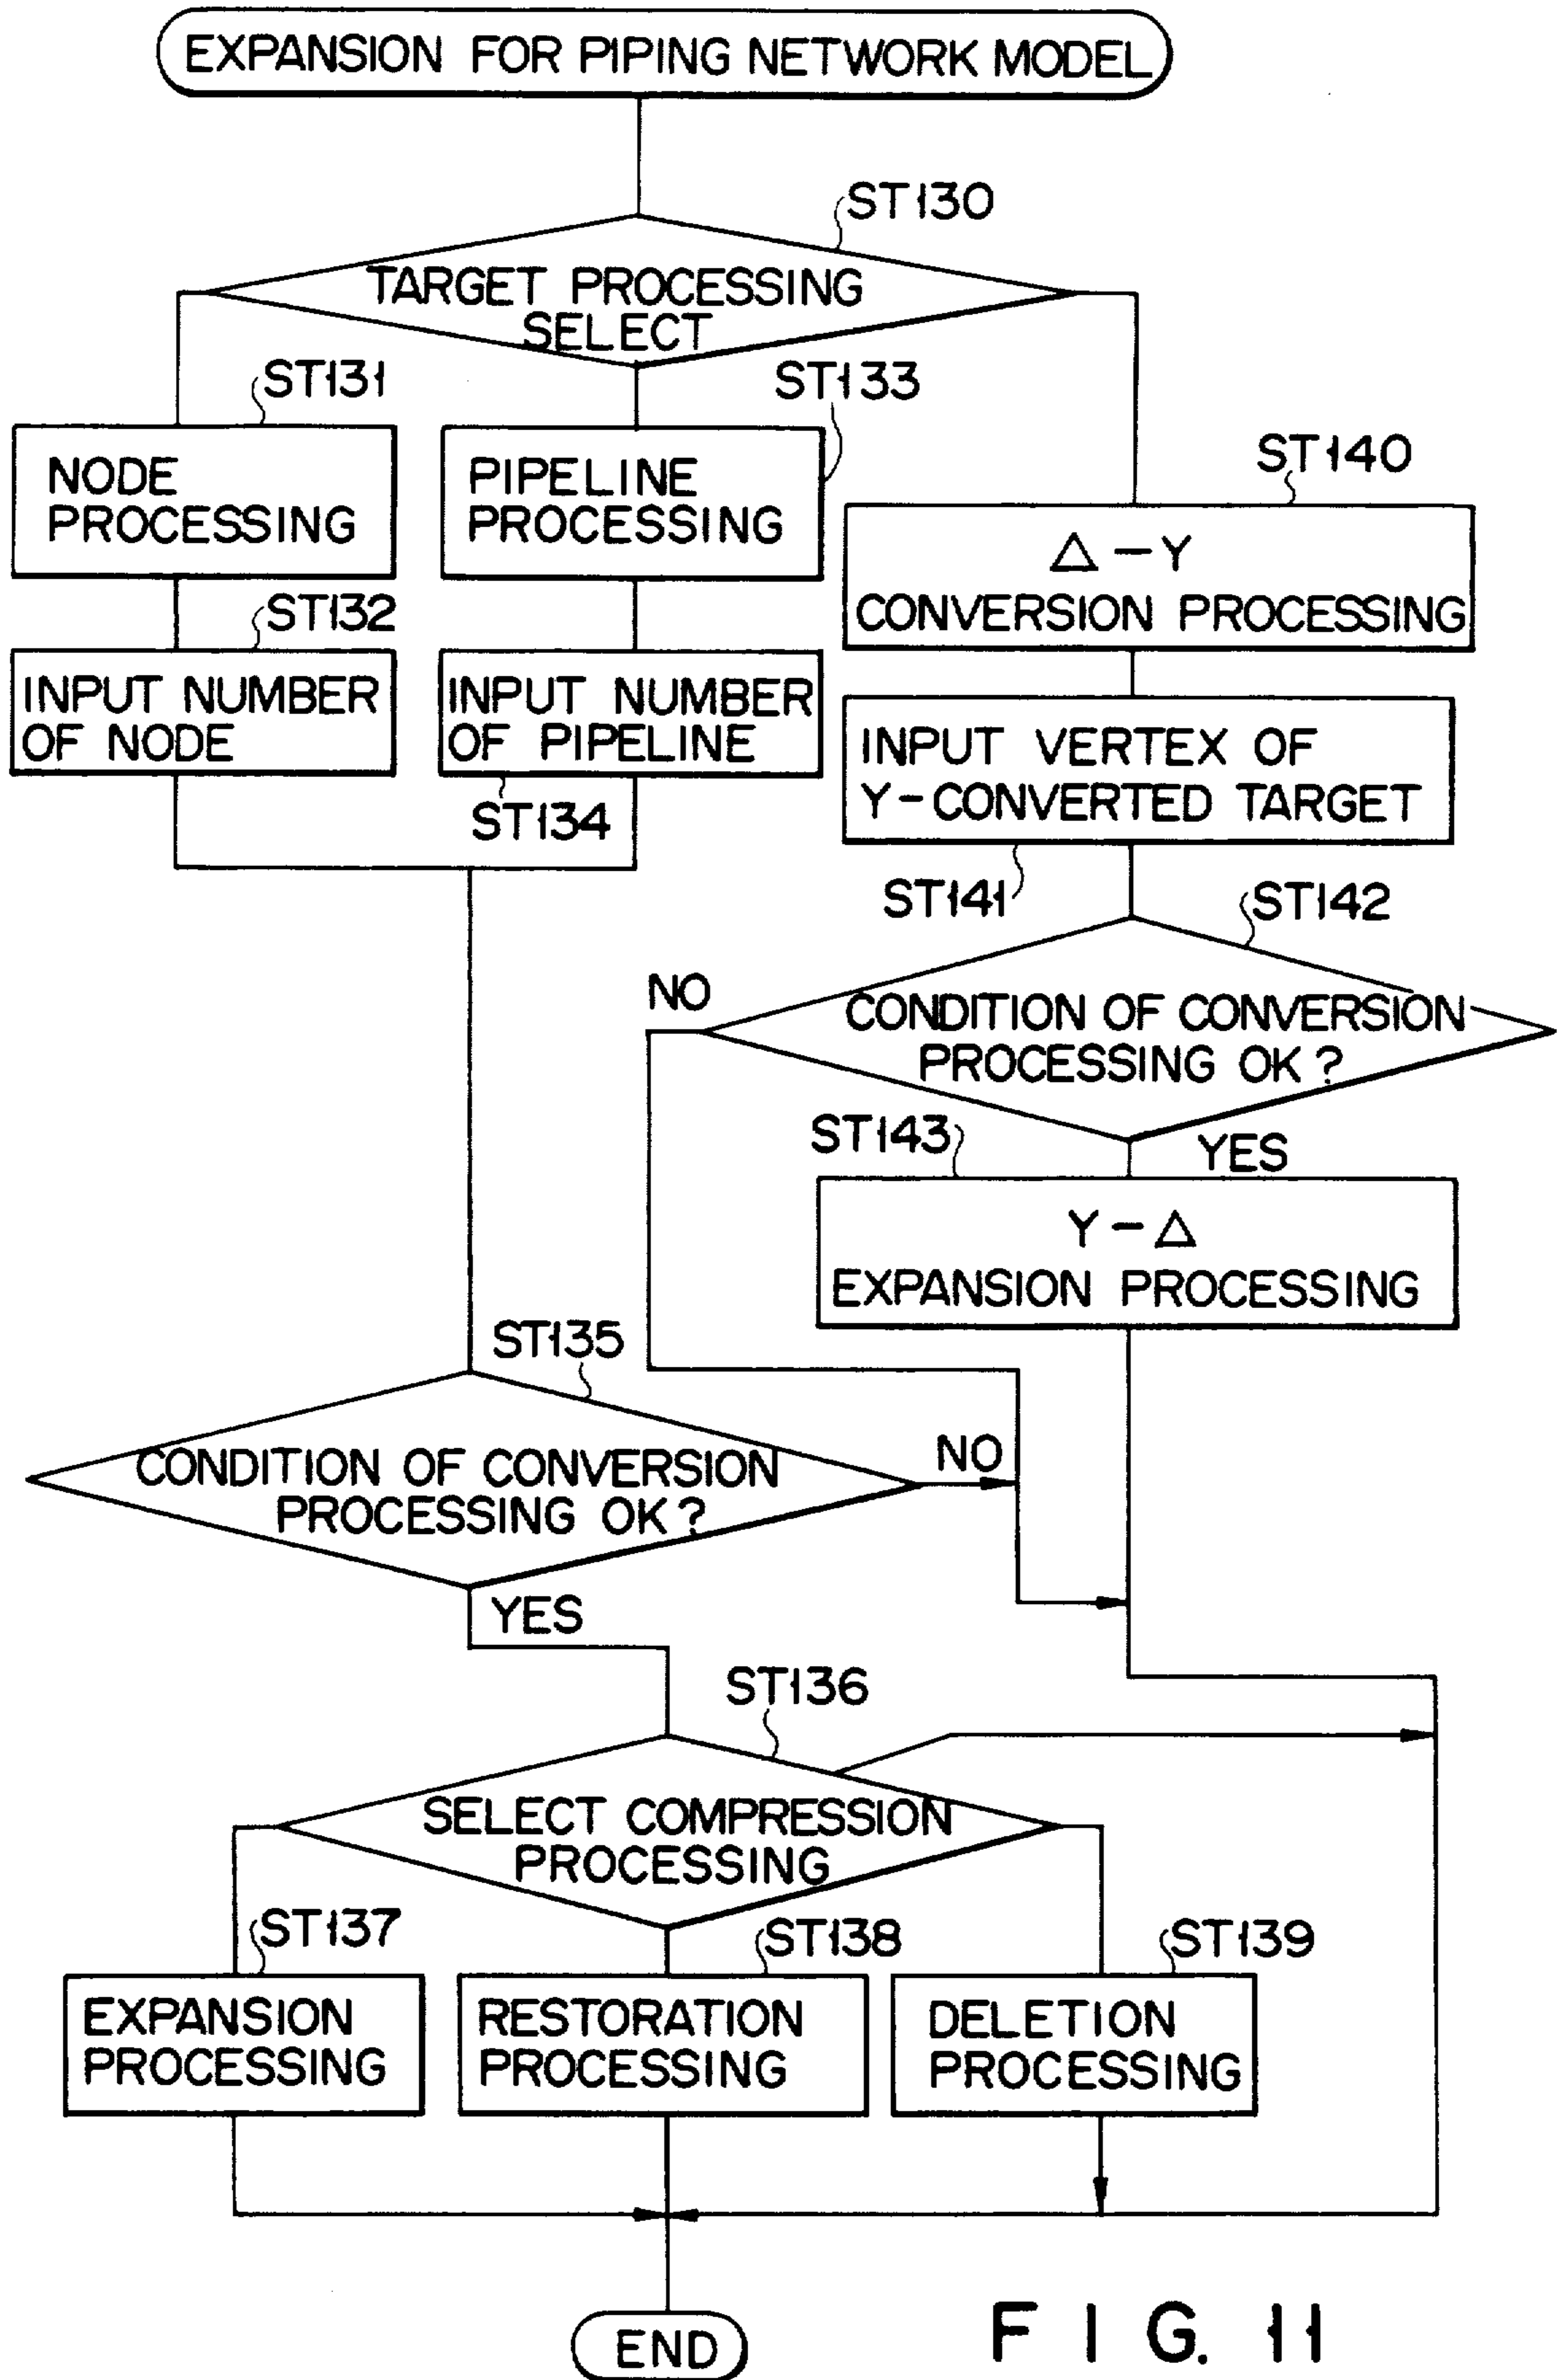 EXPANSION FOR PIPING NETWORK MODEL
ST130
TARGET PROCESSING
SELECT
ST131
NODE
PROCESSING
ST133
PIPELINE
PROCESSING
ST140
△-Y
CONVERSION PROCESSING
ST132
INPUT NUMBER
OF NODE
INPUT NUMBER
OF PIPELINE
ST134
INPUT VERTEX OF
Y-CONVERTED TARGET
ST141
ST142
NO
CONDITION OF CONVERSION
PROCESSING OK?
YES
ST143
Y-△
EXPANSION PROCESSING
ST135
CONDITION OF CONVERSION
PROCESSING OK?
NO
YES
ST136
SELECT COMPRESSION
PROCESSING
ST137
EXPANSION
PROCESSING
ST138
RESTORATION
PROCESSING
ST139
DELETION
PROCESSING
END
FIG. 11